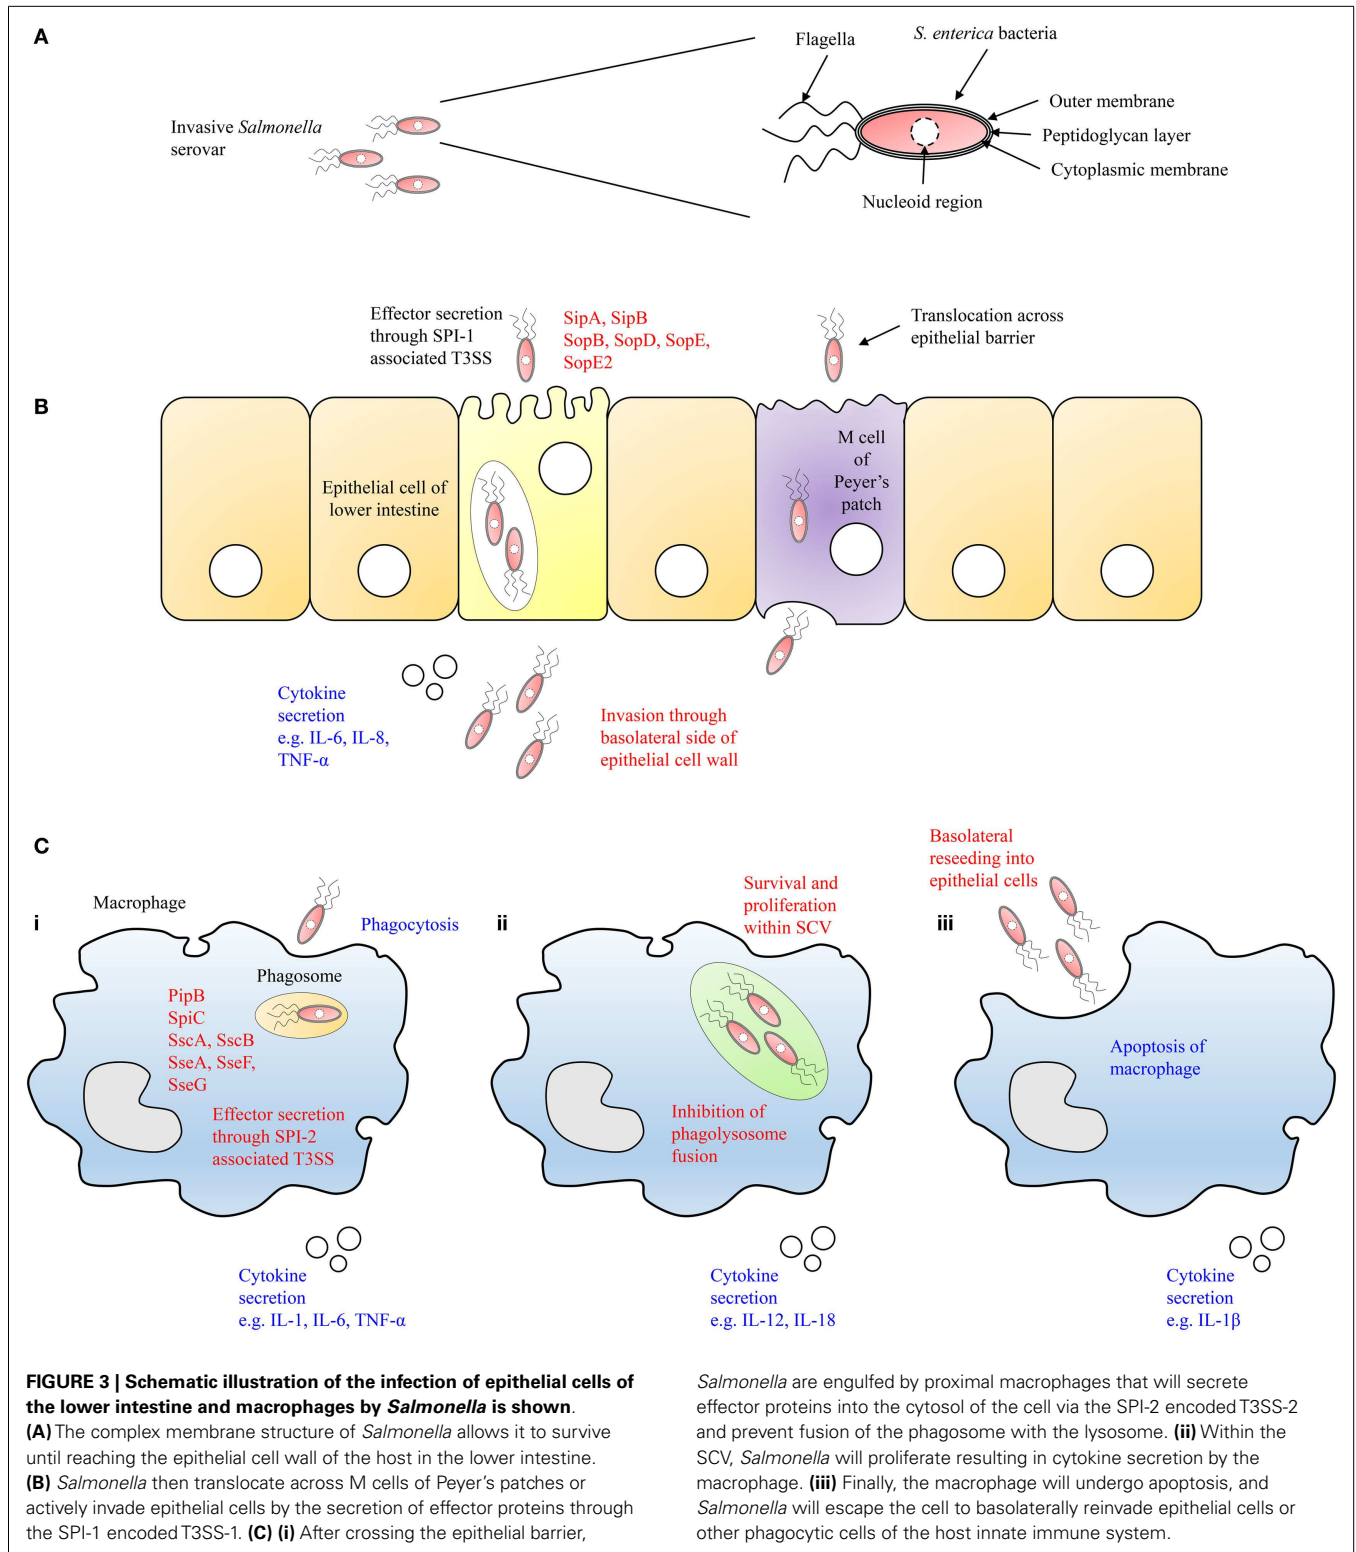 A
Flagella
S. enterica bacteria
Invasive Salmonella
serovar
Outer membrane
Peptidoglycan layer
Cytoplasmic membrane
Nucleoid region
Effector secretion
through SPI-1
associated T3SS
SipA, SipB
SopB, SopD, SopE,
SopE2
Translocation across
epithelial barrier
B
Epithelial cell of
lower intestine
M cell
of
Peyer's
patch
Cytokine
secretion
e.g. IL-6, IL-8,
TNF-α
Invasion through
basolateral side of
epithelial cell wall
C
i
Macrophage
Phagocytosis
Phagosome
PipB
SpiC
SscA, SscB
SseA, SseF,
SseG
Effector secretion
through SPI-2
associated T3SS
Cytokine
secretion
e.g. IL-1, IL-6, TNF-α
ii
Survival and
proliferation
within SCV
Inhibition of
phagolysosome
fusion
Cytokine
secretion
e.g. IL-12, IL-18
iii
Basolateral
reseeding into
epithelial cells
Apoptosis of
macrophage
Cytokine
secretion
e.g. IL-1β
FIGURE 3 | Schematic illustration of the infection of epithelial cells of
the lower intestine and macrophages by Salmonella is shown.
(A) The complex membrane structure of Salmonella allows it to survive
until reaching the epithelial cell wall of the host in the lower intestine.
(B) Salmonella then translocate across M cells of Peyer's patches or
actively invade epithelial cells by the secretion of effector proteins through
the SPI-1 encoded T3SS-1. (C) (i) After crossing the epithelial barrier,
Salmonella are engulfed by proximal macrophages that will secrete
effector proteins into the cytosol of the cell via the SPI-2 encoded T3SS-2
and prevent fusion of the phagosome with the lysosome. (ii) Within the
SCV, Salmonella will proliferate resulting in cytokine secretion by the
macrophage. (iii) Finally, the macrophage will undergo apoptosis, and
Salmonella will escape the cell to basolaterally reinvade epithelial cells or
other phagocytic cells of the host innate immune system.